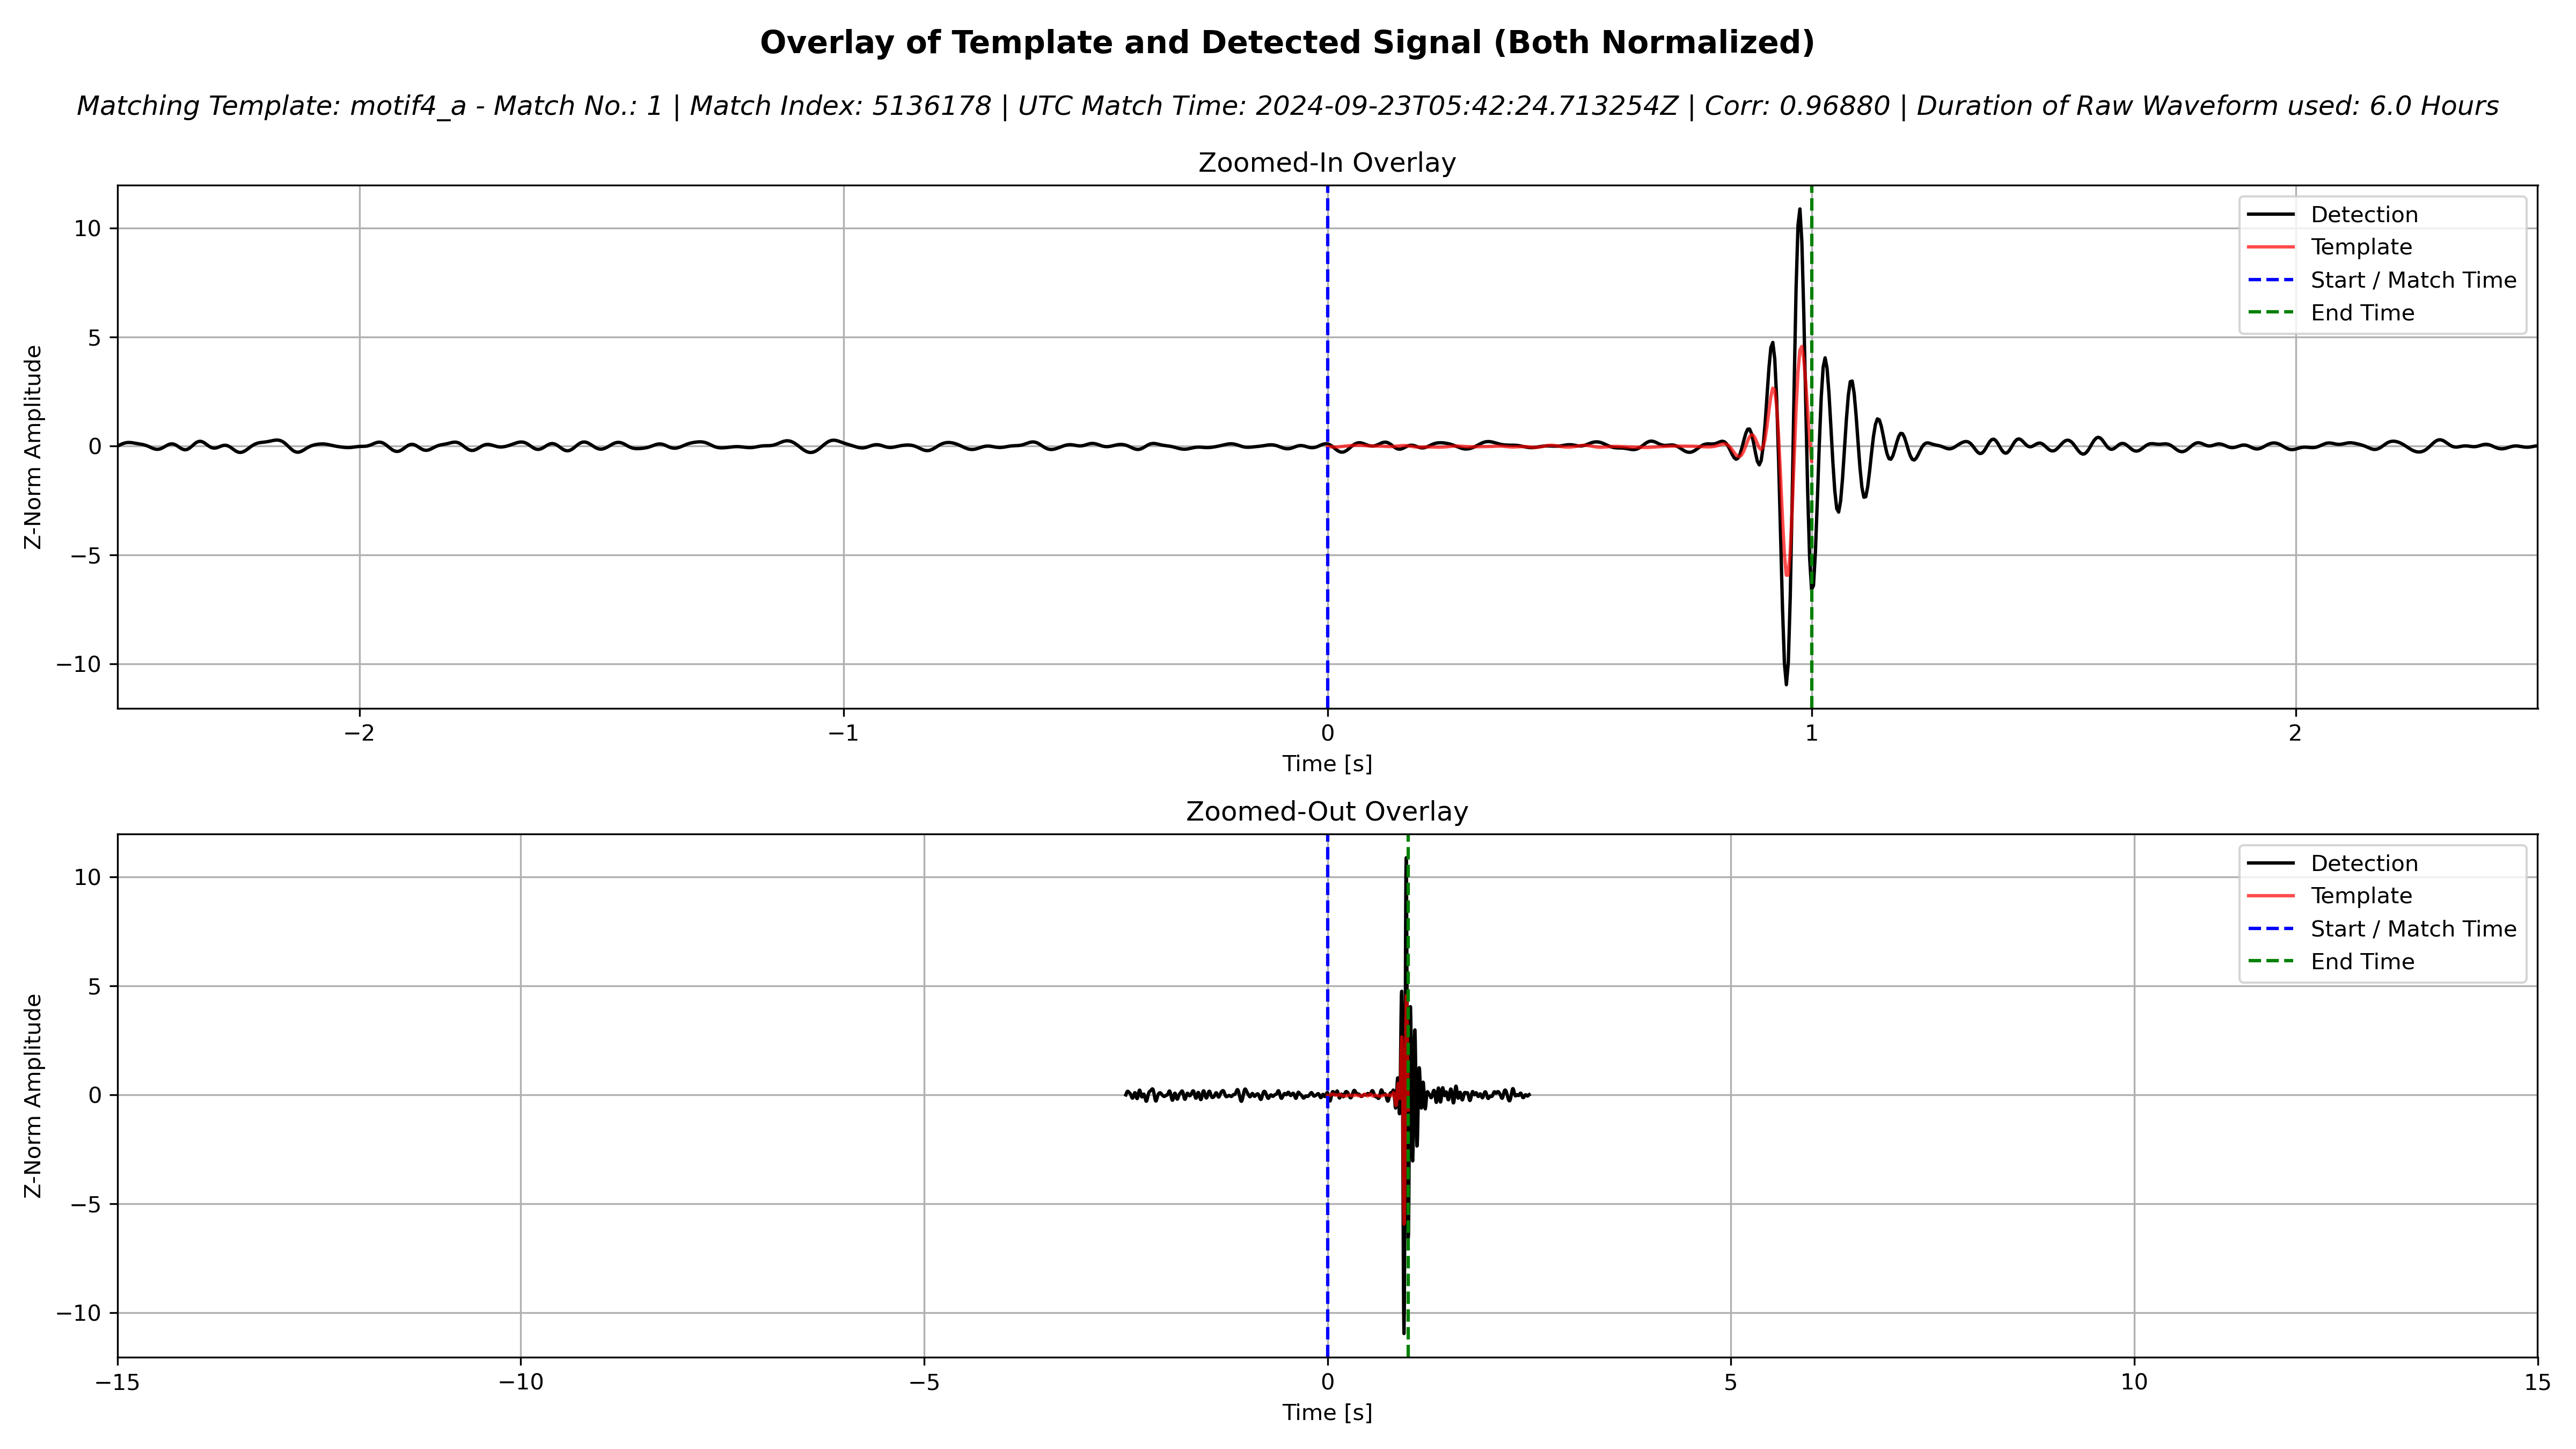 Overlay of Template and Detected Signal (Both Normalized)
Matching Template: motif4_a - Match No.: 1 | Match Index: 5136178 | UTC Match Time: 2024-09-23T05:42:24.713254Z | Corr: 0.96880 | Duration of Raw Waveform used: 6.0 Hours
Zoomed-In Overlay
Z-Norm Amplitude
10
5
0
−5
−10
Detection
Template
Start / Match Time
End Time
−2 −1 0 1 2
Time [s]
Zoomed-Out Overlay
Z-Norm Amplitude
10
5
0
−5
−10
Detection
Template
Start / Match Time
End Time
−15 −10 −5 0 5 10 15
Time [s]